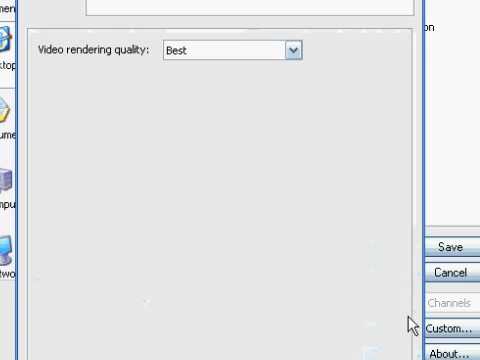 Video rendering quality: Best
Save
Cancel
Channels
Custom...
About...